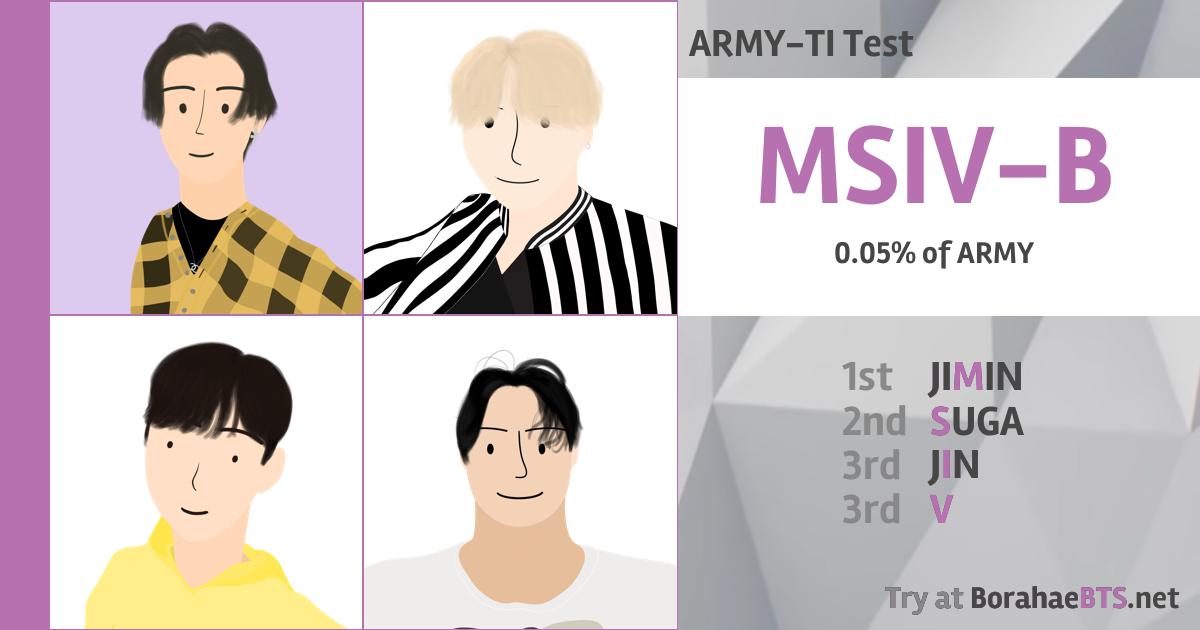 ARMY-TI Test
MSIV-B
0.05% of ARMY
1st JIMIN
2nd SUGA
3rd JIN
3rd V
Try at BorahaeBTS.net